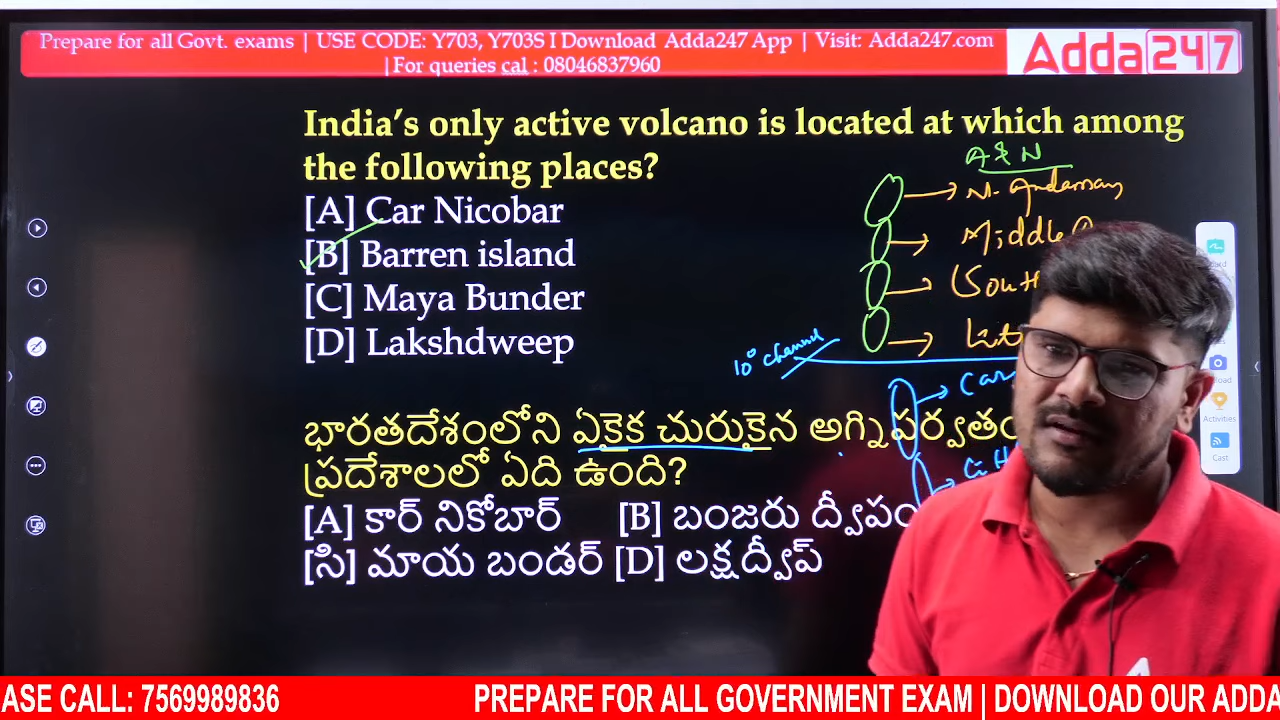 Prepare for all Govt. exams | USE CODE: Y703, Y703S I Download Adda247 App | Visit: Adda247.com
|For queries cal : 08046837960
Adda247
India's only active volcano is located at which among
the following places?
[A] Car Nicobar
[B] Barren island
[C] Maya Bunder
[D] Lakshdweep
A & N
N. Andaman
Middle
South
10° channel
Car
భారతదేశంలోని ఏకైక చురుకైన అగ్నిపర్వతం
ప్రదేశాలలో ఏది ఉంది?
[A] కార్ నికోబార్ [B] బంజరు ద్వీపం
[సి] మాయ బండర్ [D] లక్షద్వీప్
Activities
Cast
ASE CALL: 7569989836 PREPARE FOR ALL GOVERNMENT EXAM | DOWNLOAD OUR ADDA